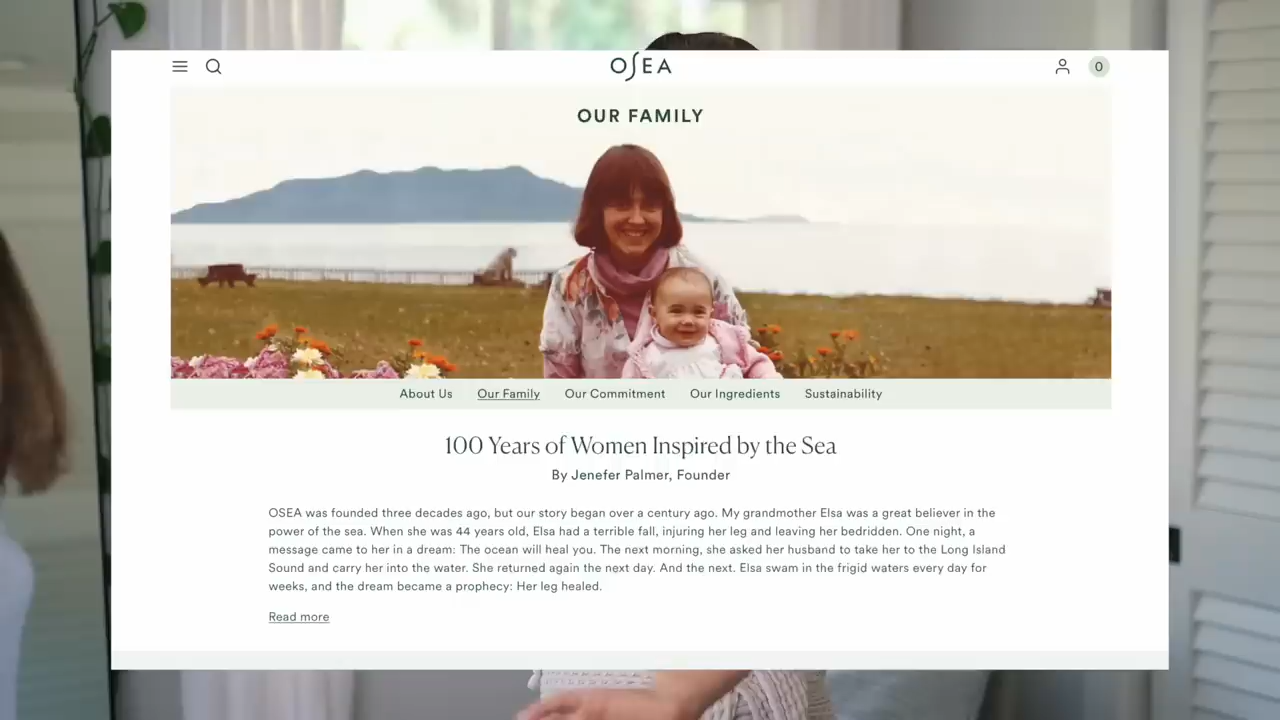 OSEA
0
OUR FAMILY
About Us Our Family Our Commitment Our Ingredients Sustainability
100 Years of Women Inspired by the Sea
By Jenefer Palmer, Founder
OSEA was founded three decades ago, but our story began over a century ago. My grandmother Elsa was a great believer in the
power of the sea. When she was 44 years old, Elsa had a terrible fall, injuring her leg and leaving her bedridden. One night, a
message came to her in a dream: The ocean will heal you. The next morning, she asked her husband to take her to the Long Island
Sound and carry her into the water. She returned again the next day. And the next. Elsa swam in the frigid waters every day for
weeks, and the dream became a prophecy: Her leg healed.
Read more